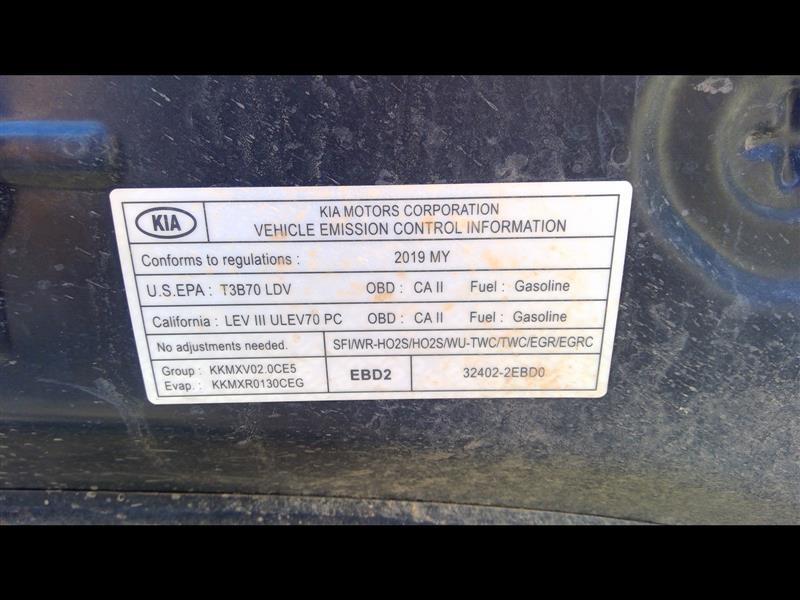 KIA
KIA MOTORS CORPORATION
VEHICLE EMISSION CONTROL INFORMATION
Conforms to regulations : 2019 MY
U.S.EPA : T3B70 LDV OBD : CA II Fuel : Gasoline
California : LEV III ULEV70 PC OBD : CA II Fuel : Gasoline
No adjustments needed. SFI/WR-HO2S/HO2S/WU-TWC/TWC/EGR/EGRC
Group : KKMXV02.0CE5
Evap. : KKMXR0130CEG
EBD2
32402-2EBD0